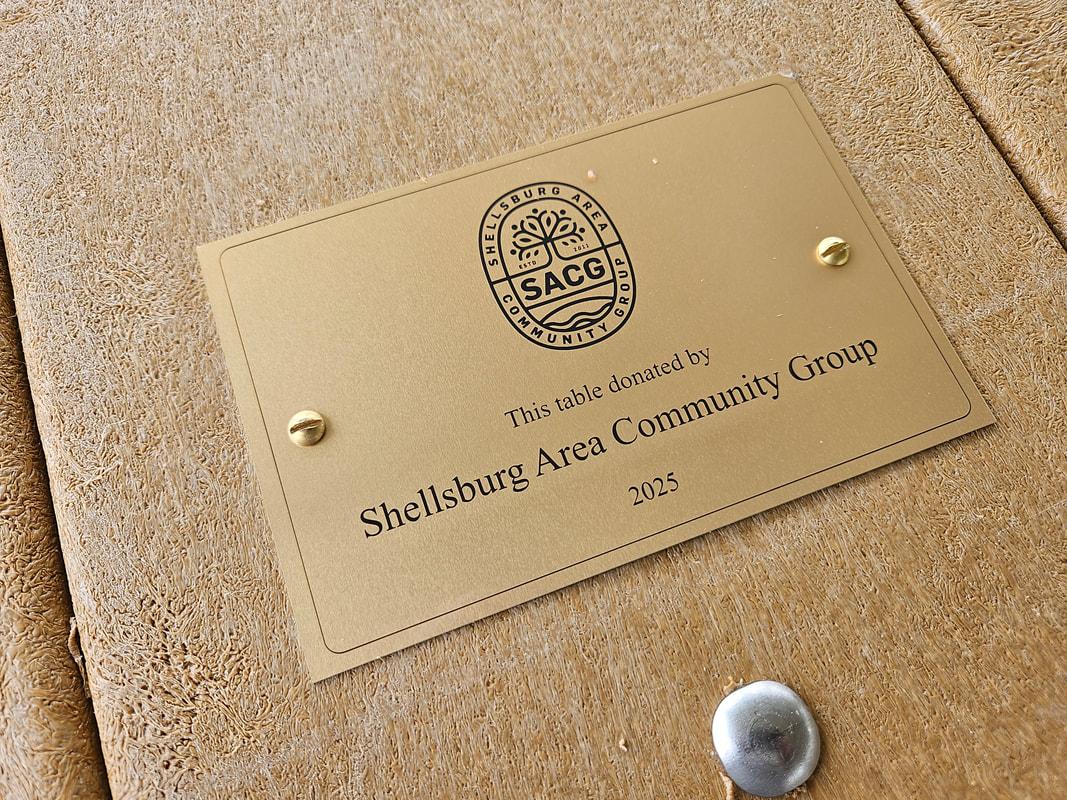 SHELLSBURG AREA
ESTD 2011
SACG
COMMUNITY GROUP
This table donated by
Shellsburg Area Community Group
2025